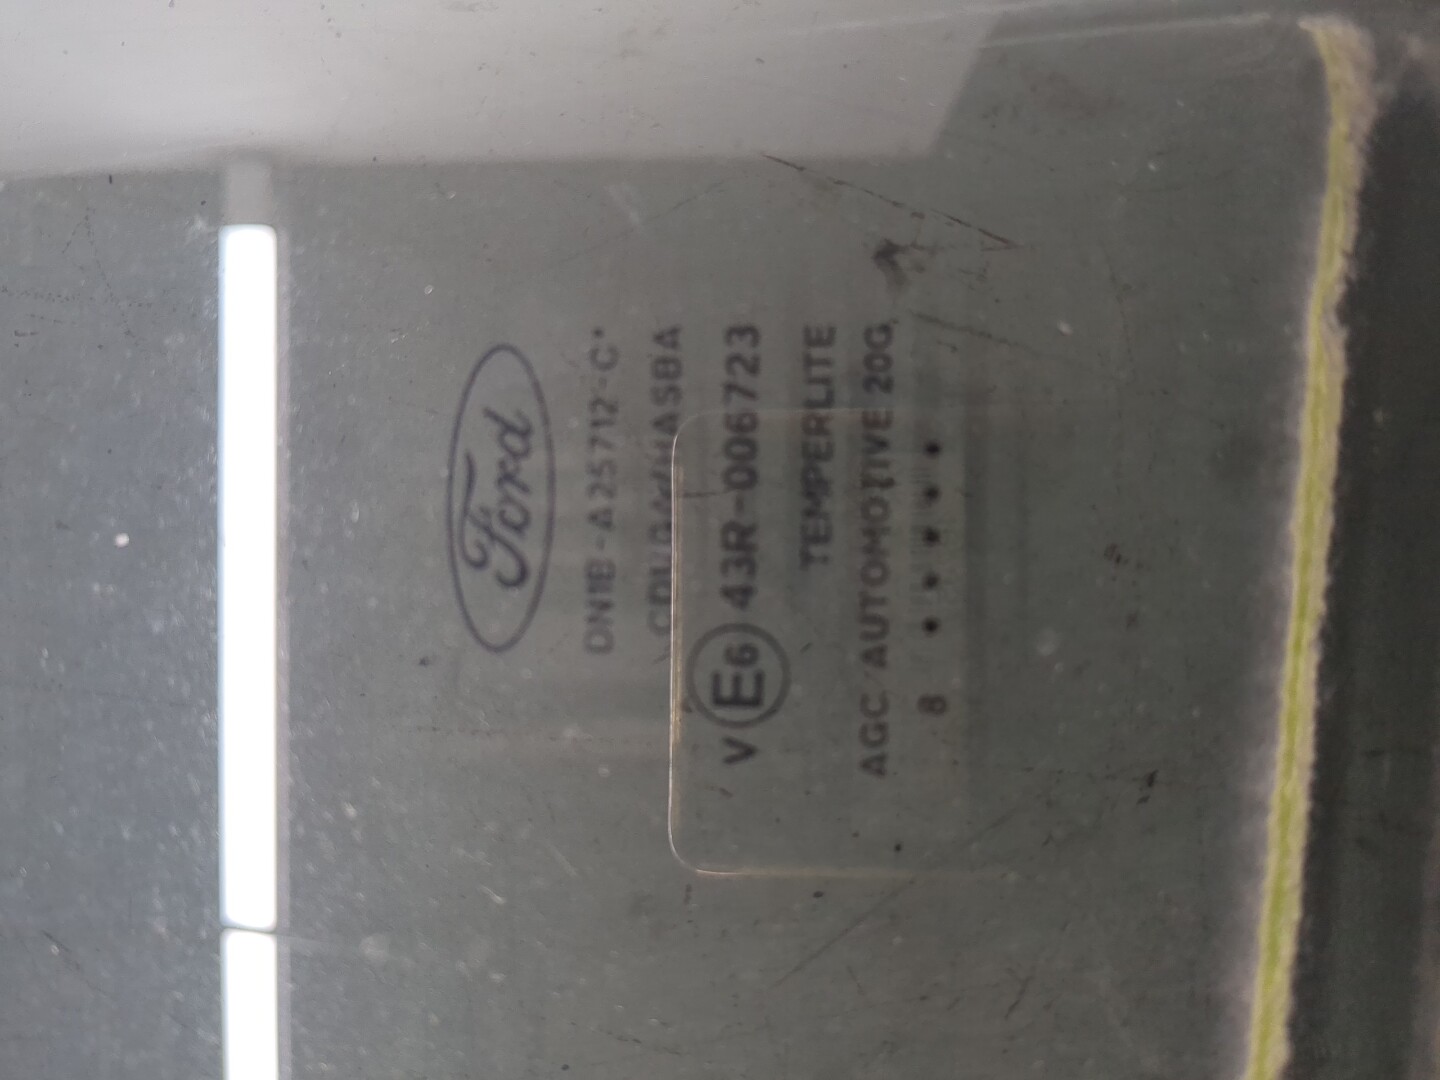 Ford
DN1B-A25712-C*
V E6 43R-006723
TEMPERLITE
AGC AUTOMOTIVE 20G
8 •••••